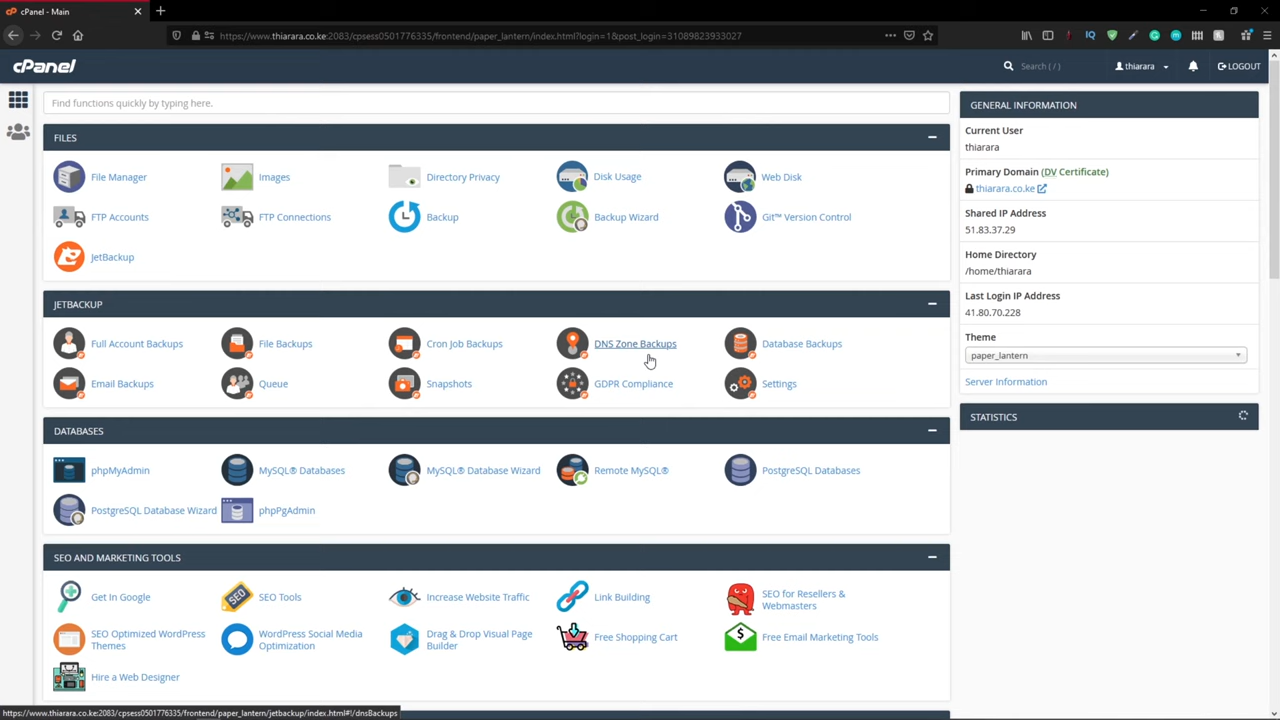 cPanel - Main
https://www.thiarara.co.ke:2083/cpsess0501776335/frontend/paper_lantern/index.html?login=1&post_login=31089823933027
cPanel
Search ( / )
thiarara
LOGOUT
Find functions quickly by typing here.
FILES
File Manager
Images
Directory Privacy
Disk Usage
Web Disk
FTP Accounts
FTP Connections
Backup
Backup Wizard
Git™ Version Control
JetBackup
JETBACKUP
Full Account Backups
File Backups
Cron Job Backups
DNS Zone Backups
Database Backups
Email Backups
Queue
Snapshots
GDPR Compliance
Settings
DATABASES
phpMyAdmin
MySQL® Databases
MySQL® Database Wizard
Remote MySQL®
PostgreSQL Databases
PostgreSQL Database Wizard
phpPgAdmin
SEO AND MARKETING TOOLS
Get In Google
SEO
SEO Tools
Increase Website Traffic
Link Building
SEO for Resellers &
Webmasters
SEO Optimized WordPress
Themes
WordPress Social Media
Optimization
Drag & Drop Visual Page
Builder
Free Shopping Cart
$
Free Email Marketing Tools
Hire a Web Designer
GENERAL INFORMATION
Current User
thiarara
Primary Domain (DV Certificate)
thiarara.co.ke
Shared IP Address
51.83.37.29
Home Directory
/home/thiarara
Last Login IP Address
41.80.70.228
Theme
paper_lantern
Server Information
STATISTICS
https://www.thiarara.co.ke:2083/cpsess0501776335/frontend/paper_lantern/jetbackup/index.html#!/dnsBackups